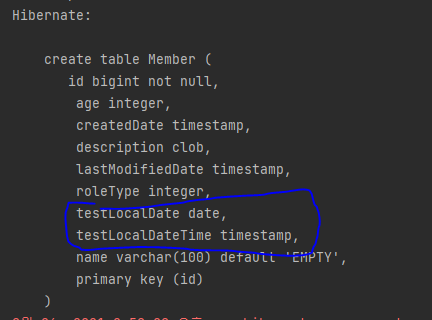 Hibernate:
create table Member (
id bigint not null,
age integer,
createdDate timestamp,
description clob,
lastModifiedDate timestamp,
roleType integer,
testLocalDate date,
testLocalDateTime timestamp,
name varchar(100) default 'EMPTY',
primary key (id)
)